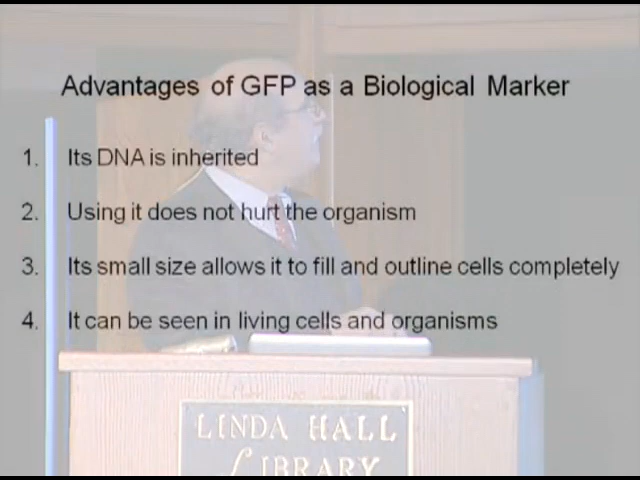 Advantages of GFP as a Biological Marker
1. Its DNA is inherited
2. Using it does not hurt the organism
3. Its small size allows it to fill and outline cells completely
4. It can be seen in living cells and organisms
LINDA HALL
LIBRARY